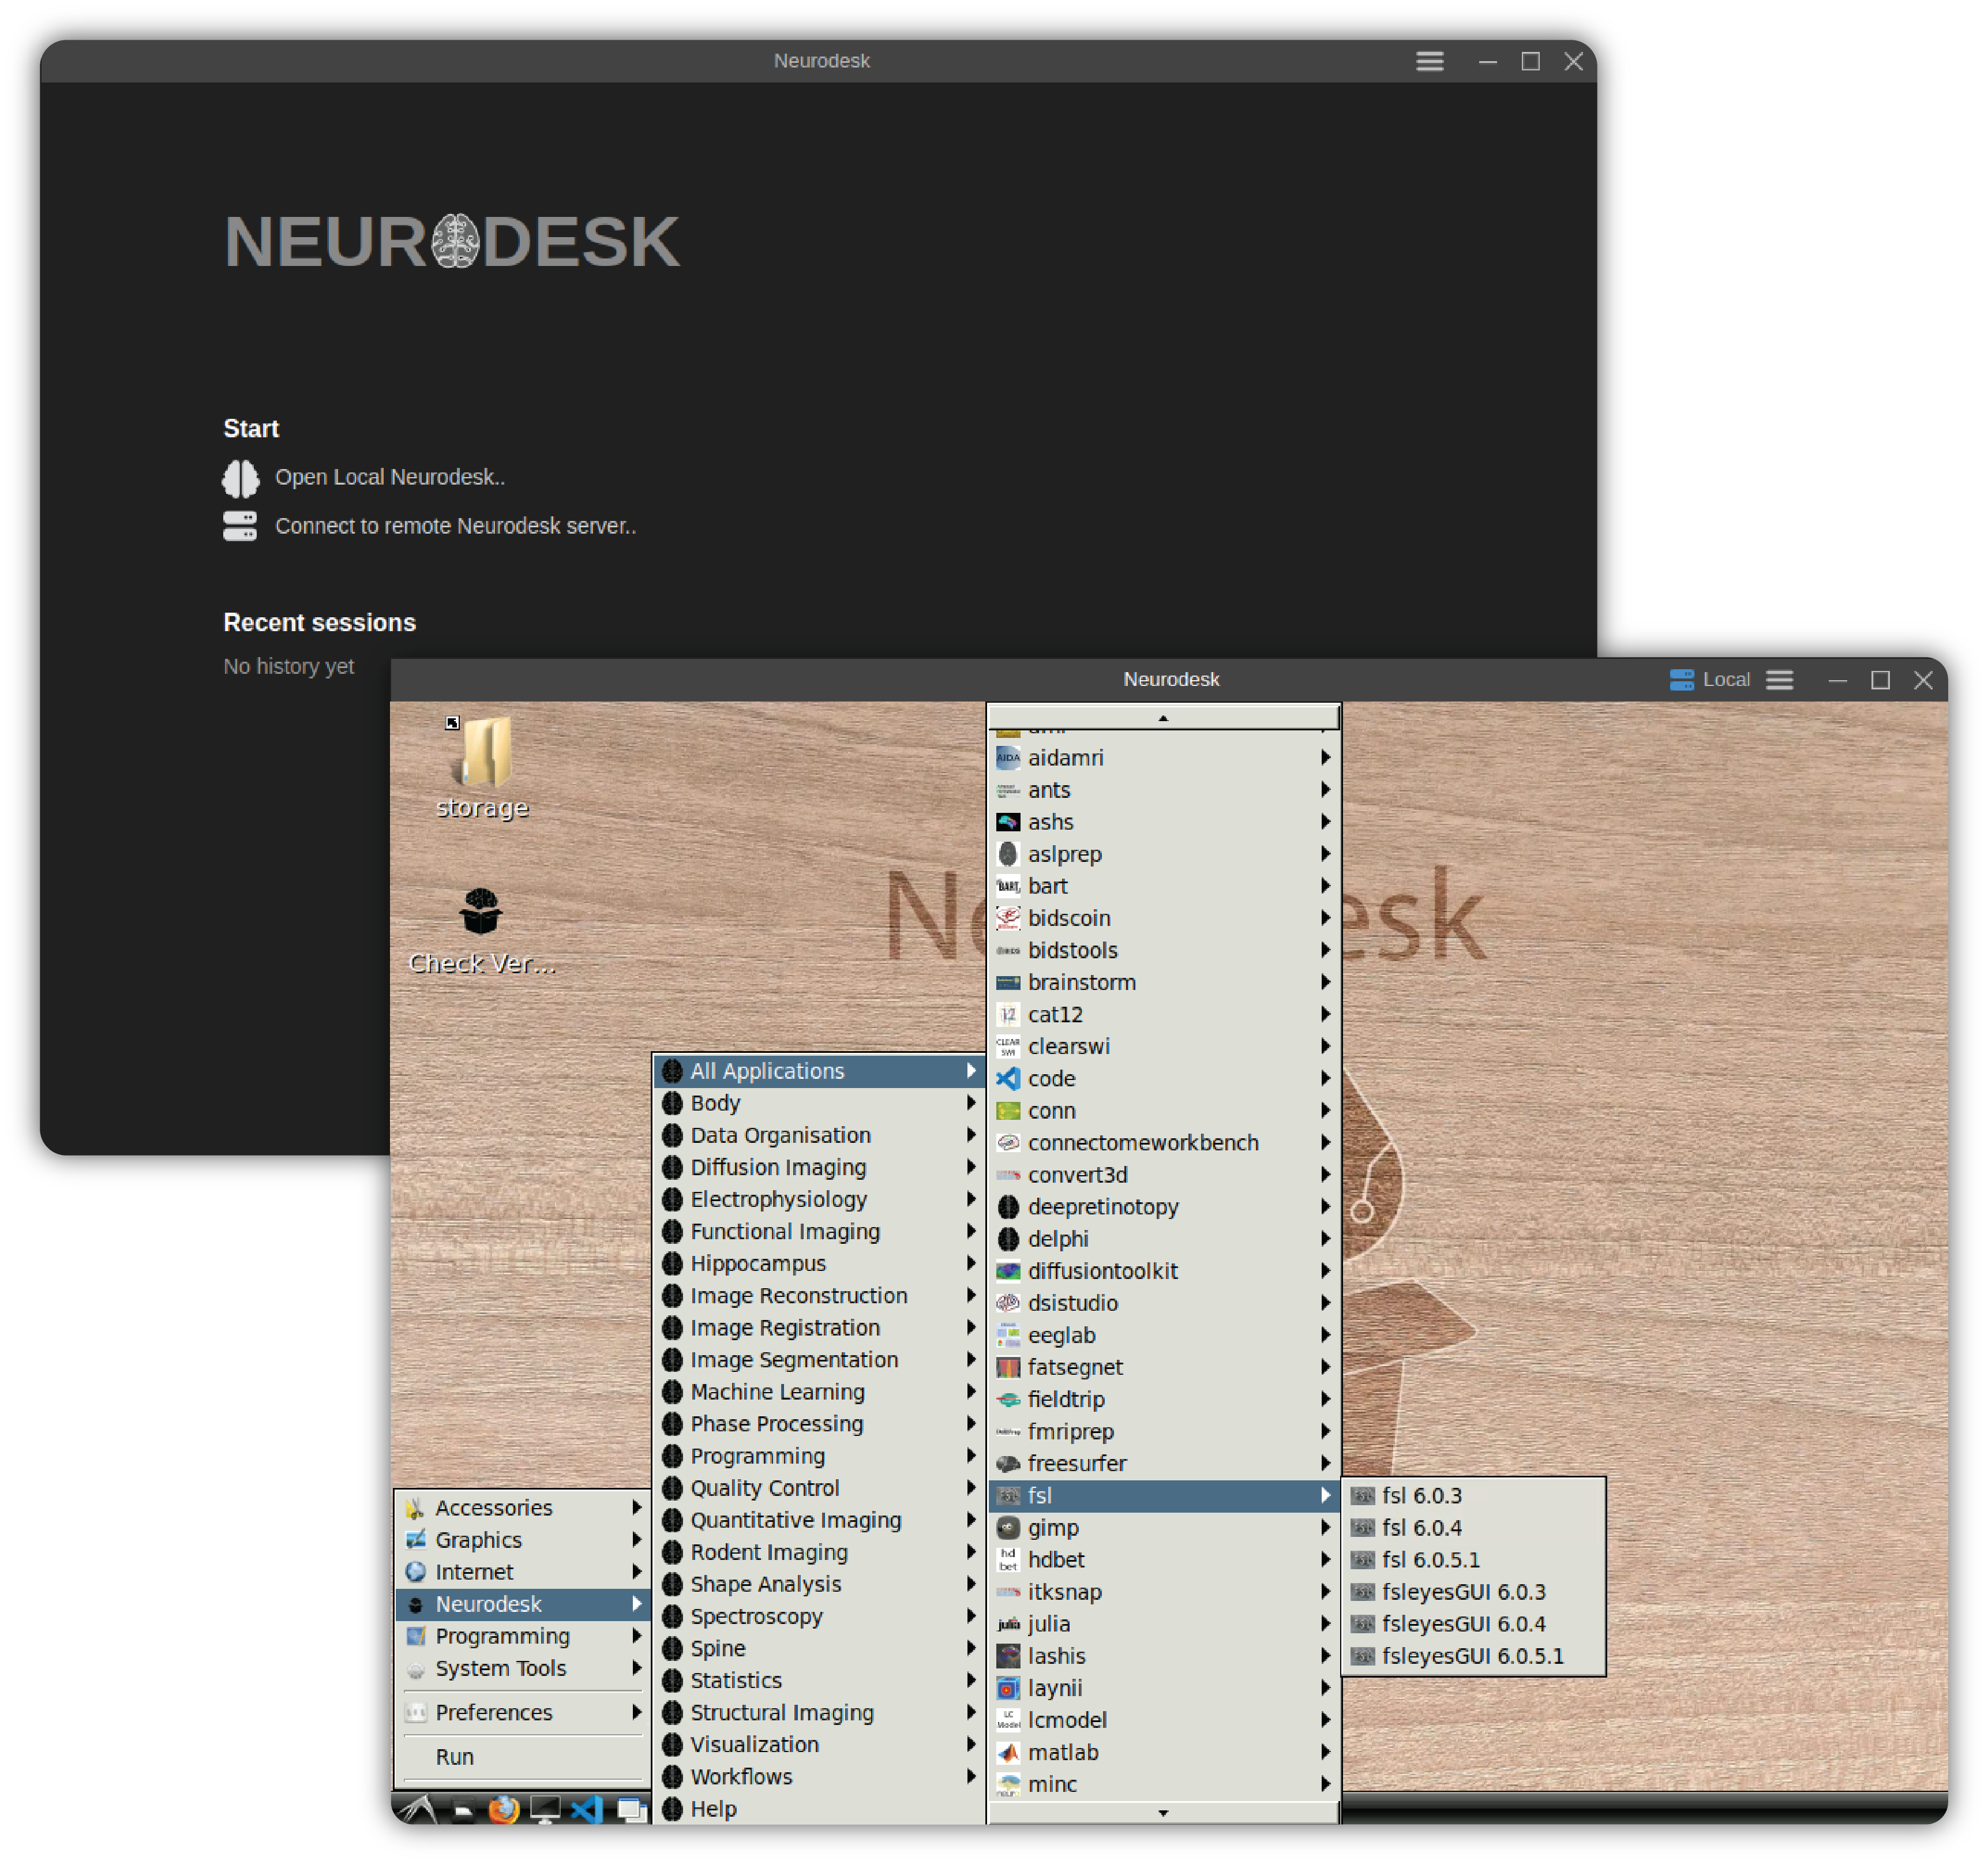 Neurodesk
NEURODESK
Start
Open Local Neurodesk..
Connect to remote Neurodesk server..
Recent sessions
No history yet
Neurodesk
Local
storage
Check Ver...
Accessories
Graphics
Internet
Neurodesk
Programming
System Tools
Preferences
Run
All Applications
Body
Data Organisation
Diffusion Imaging
Electrophysiology
Functional Imaging
Hippocampus
Image Reconstruction
Image Registration
Image Segmentation
Machine Learning
Phase Processing
Programming
Quality Control
Quantitative Imaging
Rodent Imaging
Shape Analysis
Spectroscopy
Spine
Statistics
Structural Imaging
Visualization
Workflows
Help
aidamri
ants
ashs
aslprep
bart
bidscoin
bidstools
brainstorm
cat12
clearswi
code
conn
connectomeworkbench
convert3d
deepretinotopy
delphi
diffusiontoolkit
dsistudio
eeglab
fatsegnet
fieldtrip
fmriprep
freesurfer
fsl
gimp
hdbet
itksnap
julia
lashis
laynii
lcmodel
matlab
minc
fsl 6.0.3
fsl 6.0.4
fsl 6.0.5.1
fsleyesGUI 6.0.3
fsleyesGUI 6.0.4
fsleyesGUI 6.0.5.1